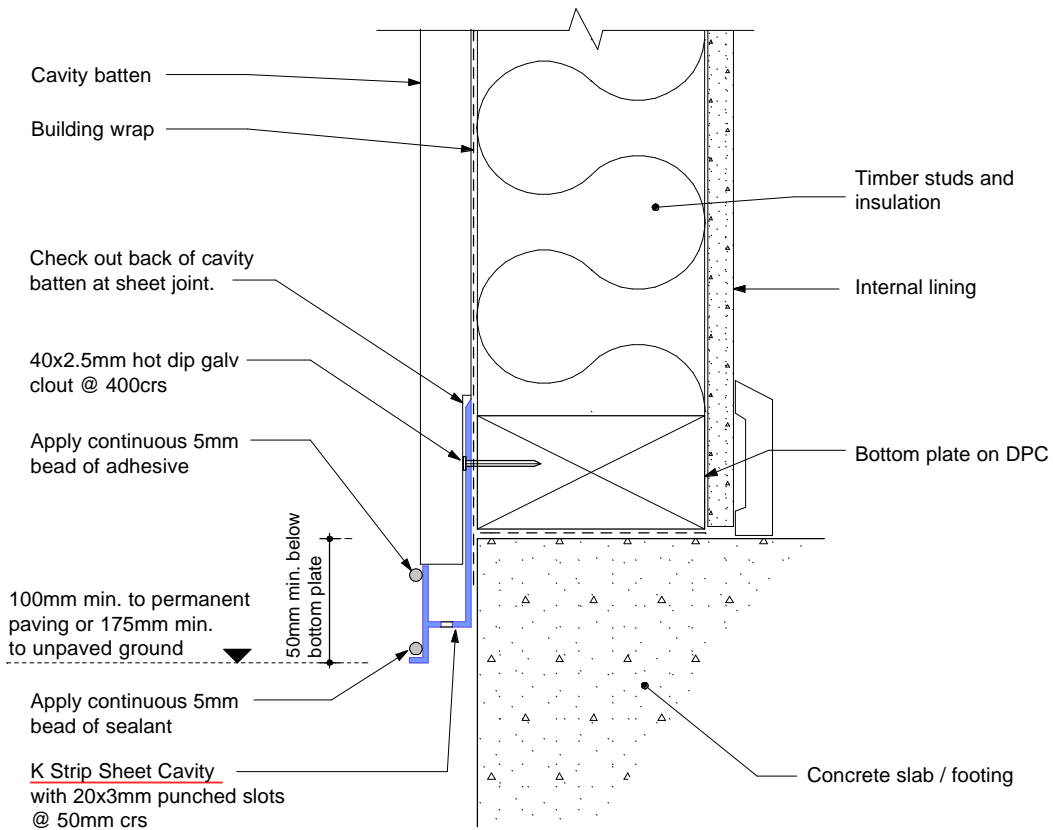 Cavity batten
Building wrap
Check out back of cavity
batten at sheet joint.
40x2.5mm hot dip galv
clout @ 400crs
Apply continuous 5mm
bead of adhesive
50mm min. below
bottom plate
100mm min. to permanent
paving or 175mm min.
to unpaved ground
Apply continuous 5mm
bead of sealant
K Strip Sheet Cavity
with 20x3mm punched slots
@ 50mm crs
Timber studs and
insulation
Internal lining
Bottom plate on DPC
Concrete slab / footing